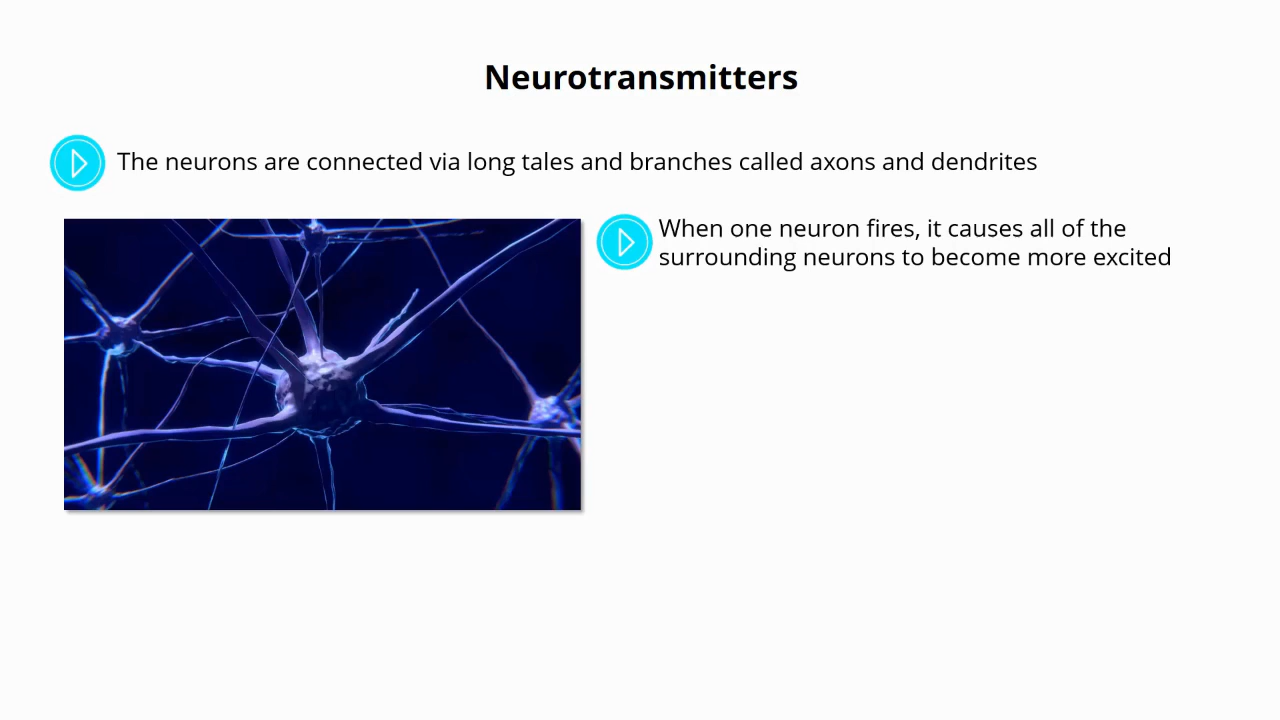 Neurotransmitters
The neurons are connected via long tales and branches called axons and dendrites
When one neuron fires, it causes all of the
surrounding neurons to become more excited